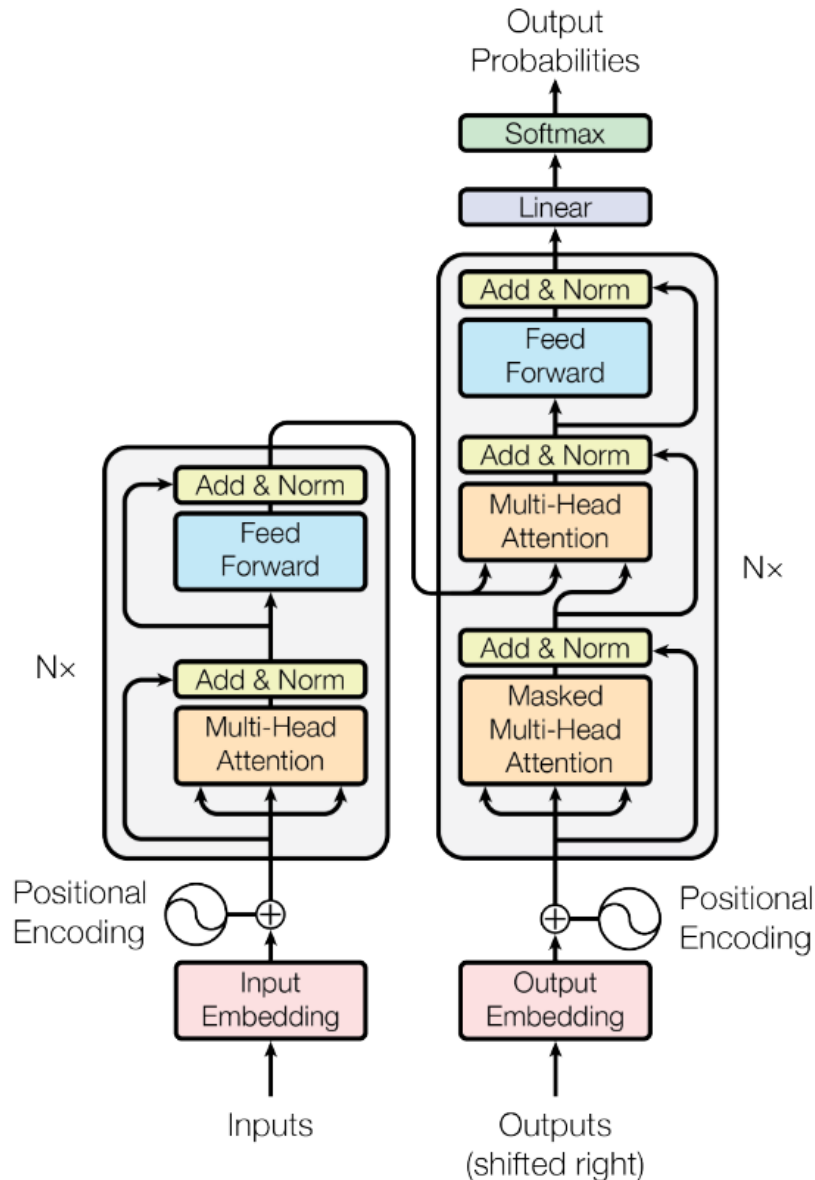 Output
Probabilities
Softmax
Linear
Add & Norm
Feed
Forward
Add & Norm
Multi-Head
Attention
Nx
Add & Norm
Masked
Multi-Head
Attention
Add & Norm
Feed
Forward
Nx
Add & Norm
Multi-Head
Attention
Positional
Encoding
Positional
Encoding
Input
Embedding
Output
Embedding
Inputs
Outputs
(shifted right)